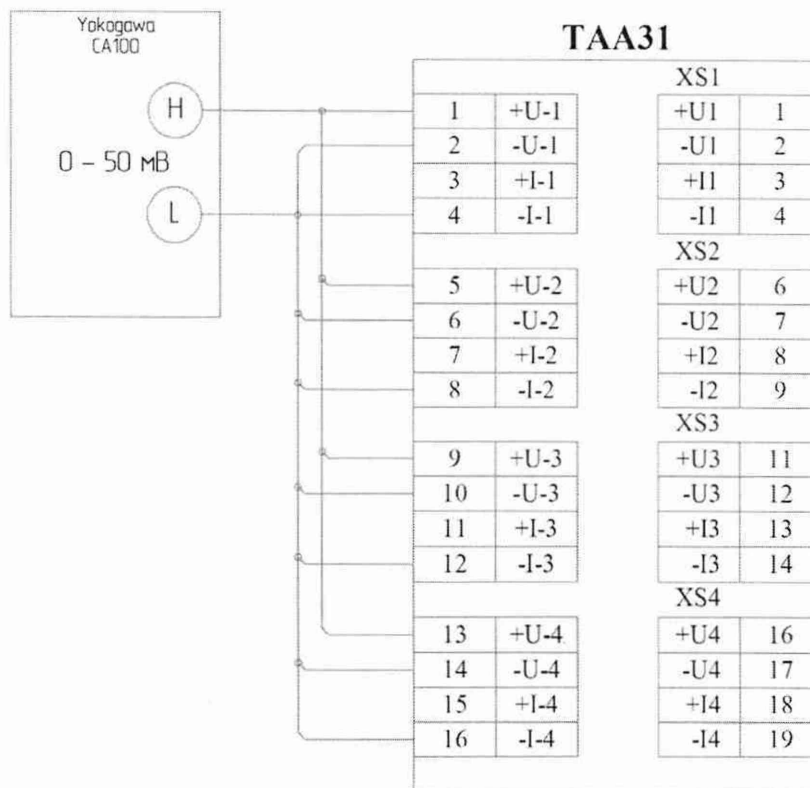 Yokogawa
CA100
H
0 – 50 мВ
L
TAA31
XS1
1 +U-1 +U1 1
2 -U-1 -U1 2
3 +I-1 +I1 3
4 -I-1 -I1 4
XS2
5 +U-2 +U2 6
6 -U-2 -U2 7
7 +I-2 +I2 8
8 -I-2 -I2 9
XS3
9 +U-3 +U3 11
10 -U-3 -U3 12
11 +I-3 +I3 13
12 -I-3 -I3 14
XS4
13 +U-4 +U4 16
14 -U-4 -U4 17
15 +I-4 +I4 18
16 -I-4 -I4 19